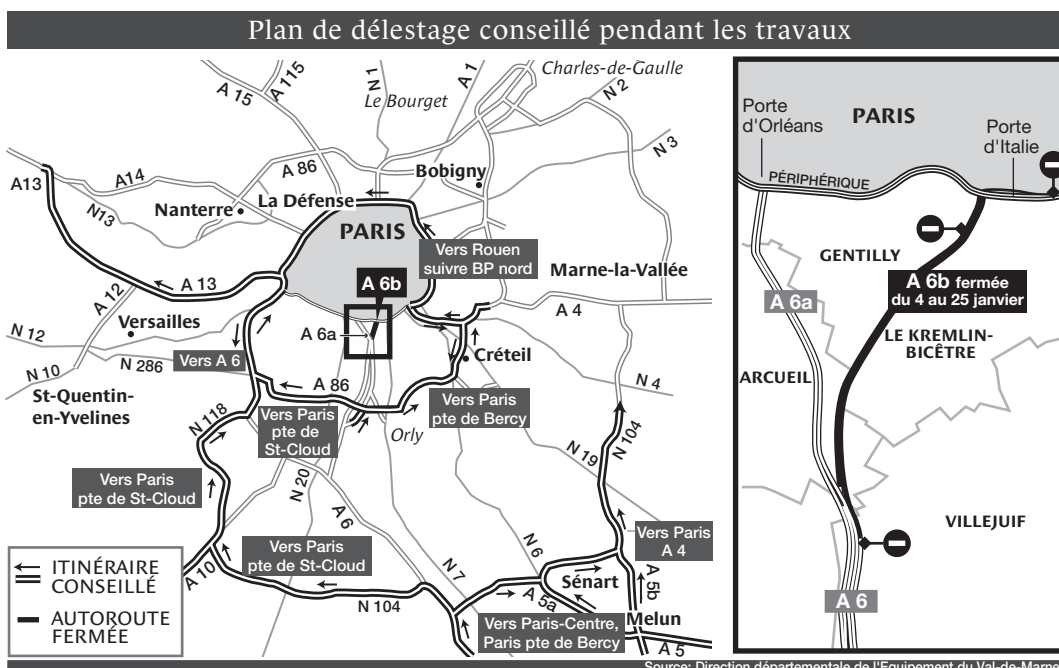 Plan de délestage conseillé pendant les travaux
Charles-de-Gaulle
A 115
A 15
N 1
Le Bourget
A 1
N 2
N 3
A13
A14
A 86
Bobigny
N13
Nanterre
La Défense
PARIS
Vers Rouen
suivre BP nord
Marne-la-Vallée
A 13
A 12
A 6b
A 4
Versailles
N 12
A 6a
Vers A 6
Créteil
N 286
N 10
A 86
N 4
St-Quentin-
en-Yvelines
Vers Paris
pte de Bercy
N 118
Vers Paris
pte de
St-Cloud
Orly
N 104
N 19
Vers Paris
pte de St-Cloud
N 20
A 6
Vers Paris
pte de St-Cloud
N 7
N 6
Vers Paris
A 4
A 10
Sénart
A 5b
N 104
A 5a
Melun
Vers Paris-Centre,
Paris pte de Bercy
A 5
ITINÉRAIRE
CONSEILLÉ
AUTOROUTE
FERMÉE
Porte
d'Orléans
PARIS
Porte
d'Italie
PÉRIPHÉRIQUE
GENTILLY
A 6b fermée
du 4 au 25 janvier
A 6a
LE KREMLIN-
BICÊTRE
ARCUEIL
VILLEJUIF
A 6
Source: Direction départementale de l'Equipement du Val-de-Marne